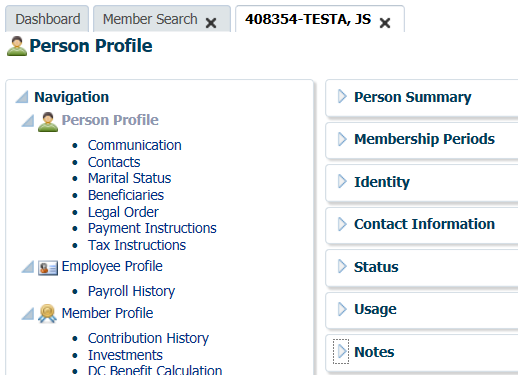 Dashboard
Member Search
408354-TESTA, JS
Person Profile
Navigation
Person Profile
Communication
Contacts
Marital Status
Beneficiaries
Legal Order
Payment Instructions
Tax Instructions
Employee Profile
Payroll History
Member Profile
Contribution History
Investments
DC Benefit Calculation
Person Summary
Membership Periods
Identity
Contact Information
Status
Usage
Notes